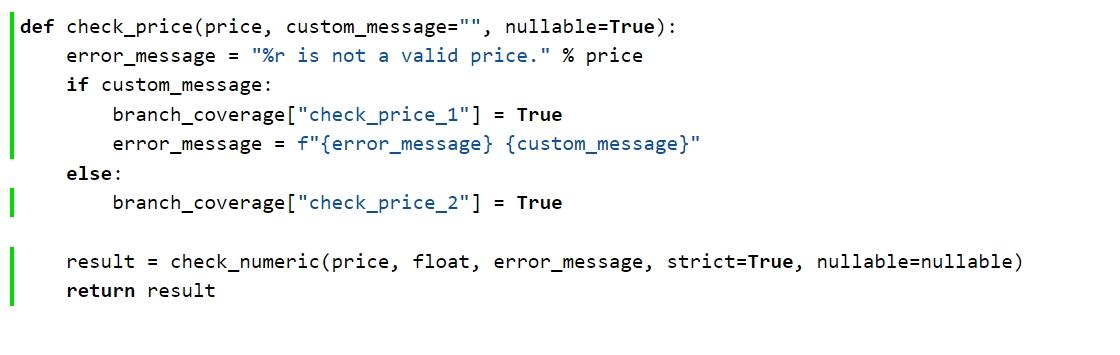 def check_price(price, custom_message="", nullable=True):
    error_message = "%r is not a valid price." % price
    if custom_message:
        branch_coverage["check_price_1"] = True
        error_message = f"{error_message} {custom_message}"
    else:
        branch_coverage["check_price_2"] = True

    result = check_numeric(price, float, error_message, strict=True, nullable=nullable)
    return result